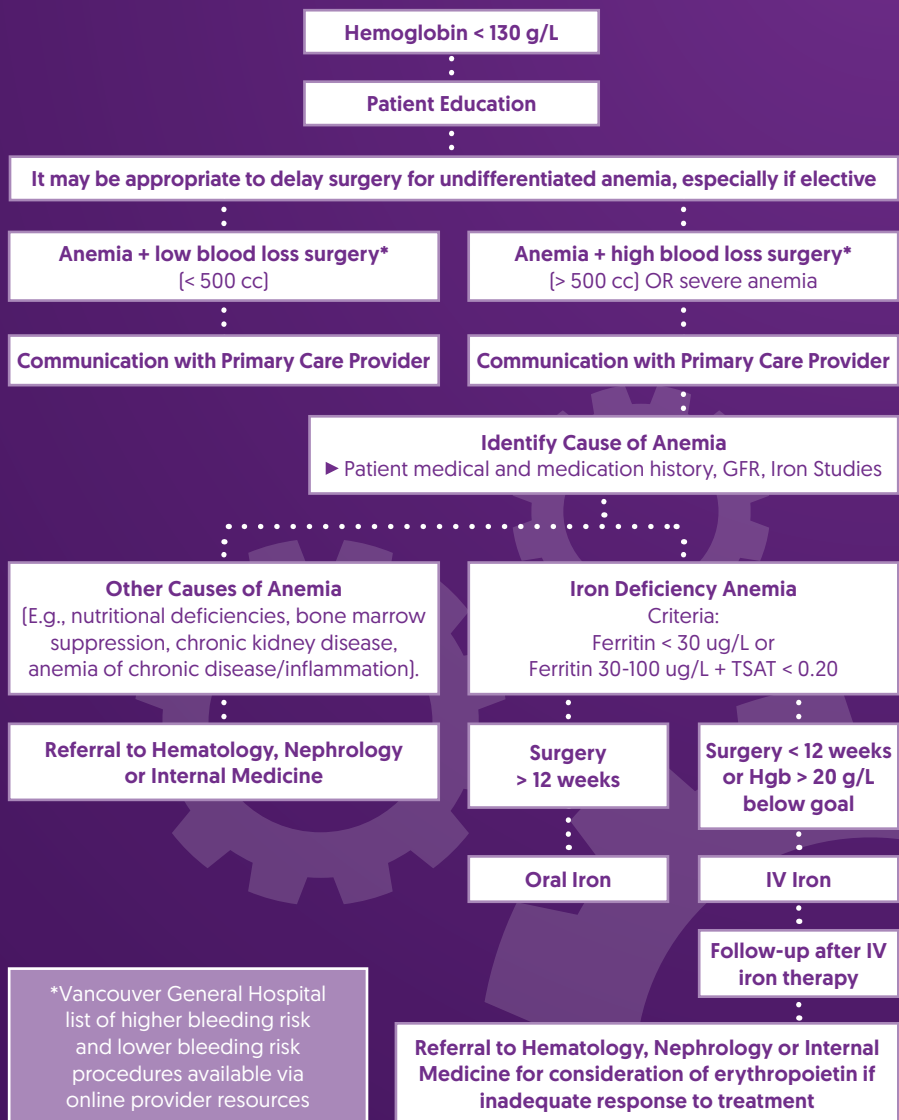 Hemoglobin < 130 g/L
Patient Education
It may be appropriate to delay surgery for undifferentiated anemia, especially if elective
Anemia + low blood loss surgery*
(< 500 cc)
Anemia + high blood loss surgery*
(> 500 cc) OR severe anemia
Communication with Primary Care Provider
Communication with Primary Care Provider
Identify Cause of Anemia
► Patient medical and medication history, GFR, Iron Studies
Other Causes of Anemia
(E.g., nutritional deficiencies, bone marrow
suppression, chronic kidney disease,
anemia of chronic disease/inflammation).
Iron Deficiency Anemia
Criteria:
Ferritin < 30 ug/L or
Ferritin 30-100 ug/L + TSAT < 0.20
Referral to Hematology, Nephrology
or Internal Medicine
Surgery
> 12 weeks
Surgery < 12 weeks
or Hgb > 20 g/L
below goal
Oral Iron
IV Iron
Follow-up after IV
iron therapy
*Vancouver General Hospital
list of higher bleeding risk
and lower bleeding risk
procedures available via
online provider resources
Referral to Hematology, Nephrology or Internal
Medicine for consideration of erythropoietin if
inadequate response to treatment